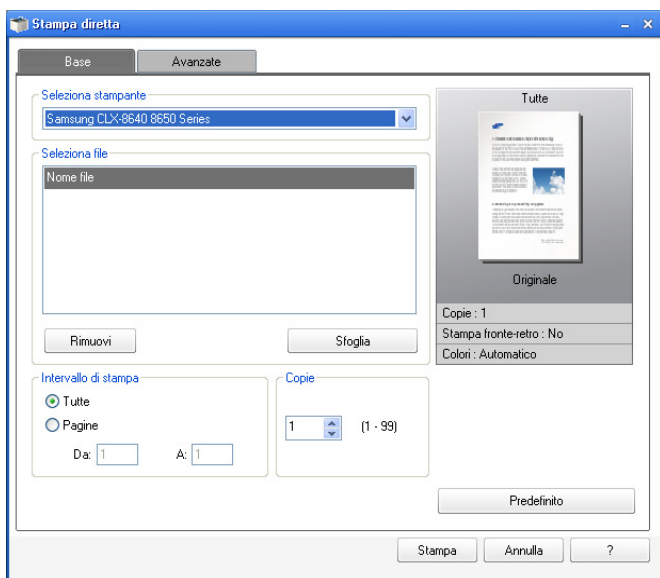 Stampa diretta
Base
Avanzate
Seleziona stampante
Samsung CLX-8640 8650 Series
Seleziona file
Nome file
Rimuovi
Sfoglia
Intervallo di stampa
Tutte
Pagine
Da: 1 A: 1
Copie
1 (1 - 99)
Tutte
Originale
Copie : 1
Stampa fronte-retro : No
Colori : Automatico
Predefinito
Stampa
Annulla
?